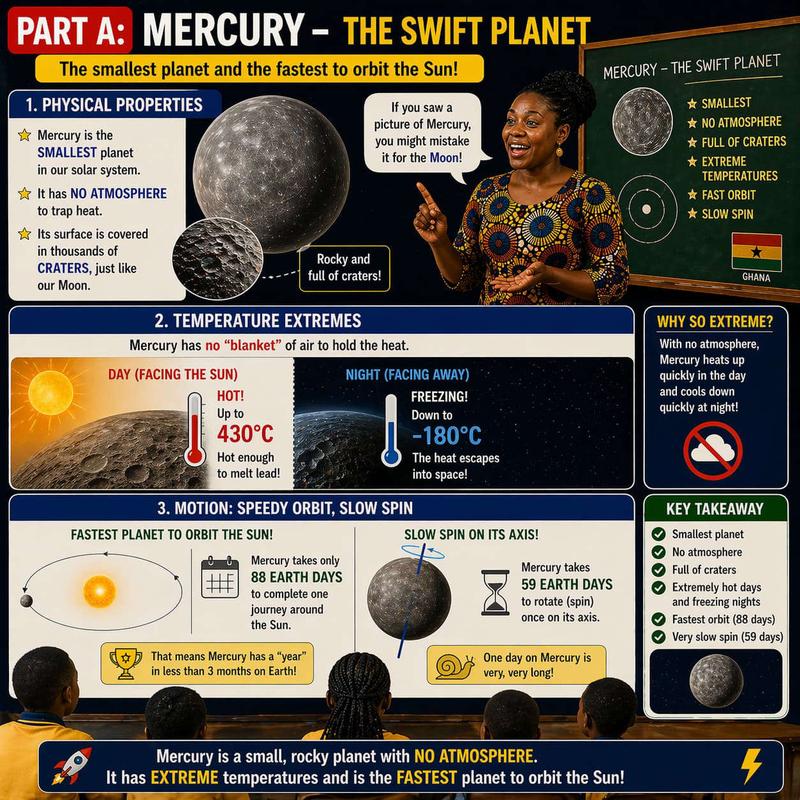 PART A: MERCURY – THE SWIFT PLANET
The smallest planet and the fastest to orbit the Sun!
1. PHYSICAL PROPERTIES
Mercury is the
SMALLEST planet
in our solar system.
It has NO ATMOSPHERE
to trap heat.
Its surface is covered
in thousands of
CRATERS, just like
our Moon.
Rocky and
full of craters!
If you saw a
picture of Mercury,
you might mistake
it for the Moon!
MERCURY – THE SWIFT PLANET
SMALLEST
NO ATMOSPHERE
FULL OF CRATERS
EXTREME
TEMPERATURES
FAST ORBIT
SLOW SPIN
GHANA
2. TEMPERATURE EXTREMES
Mercury has no “blanket” of air to hold the heat.
DAY (FACING THE SUN)
HOT!
Up to
430°C
Hot enough
to melt lead!
NIGHT (FACING AWAY)
FREEZING!
Down to
-180°C
The heat escapes
into space!
WHY SO EXTREME?
With no atmosphere,
Mercury heats up
quickly in the day
and cools down
quickly at night!
3. MOTION: SPEEDY ORBIT, SLOW SPIN
FASTEST PLANET TO ORBIT THE SUN!
Mercury takes only
88 EARTH DAYS
to complete one
journey around
the Sun.
That means Mercury has a “year”
in less than 3 months on Earth!
SLOW SPIN ON ITS AXIS!
Mercury takes
59 EARTH DAYS
to rotate (spin)
once on its axis.
One day on Mercury is
very, very long!
KEY TAKEAWAY
Smallest planet
No atmosphere
Full of craters
Extremely hot days
and freezing nights
Fastest orbit (88 days)
Very slow spin (59 days)
Mercury is a small, rocky planet with NO ATMOSPHERE.
It has EXTREME temperatures and is the FASTEST planet to orbit the Sun!